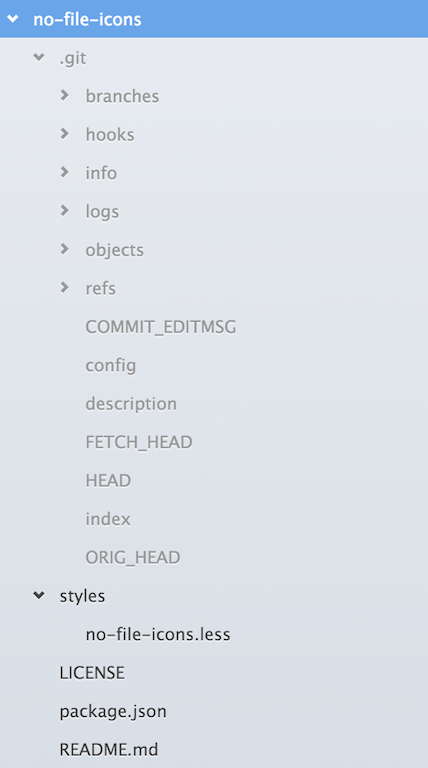 no-file-icons
.git
branches
hooks
info
logs
objects
refs
COMMIT_EDITMSG
config
description
FETCH_HEAD
HEAD
index
ORIG_HEAD
styles
no-file-icons.less
LICENSE
package.json
README.md